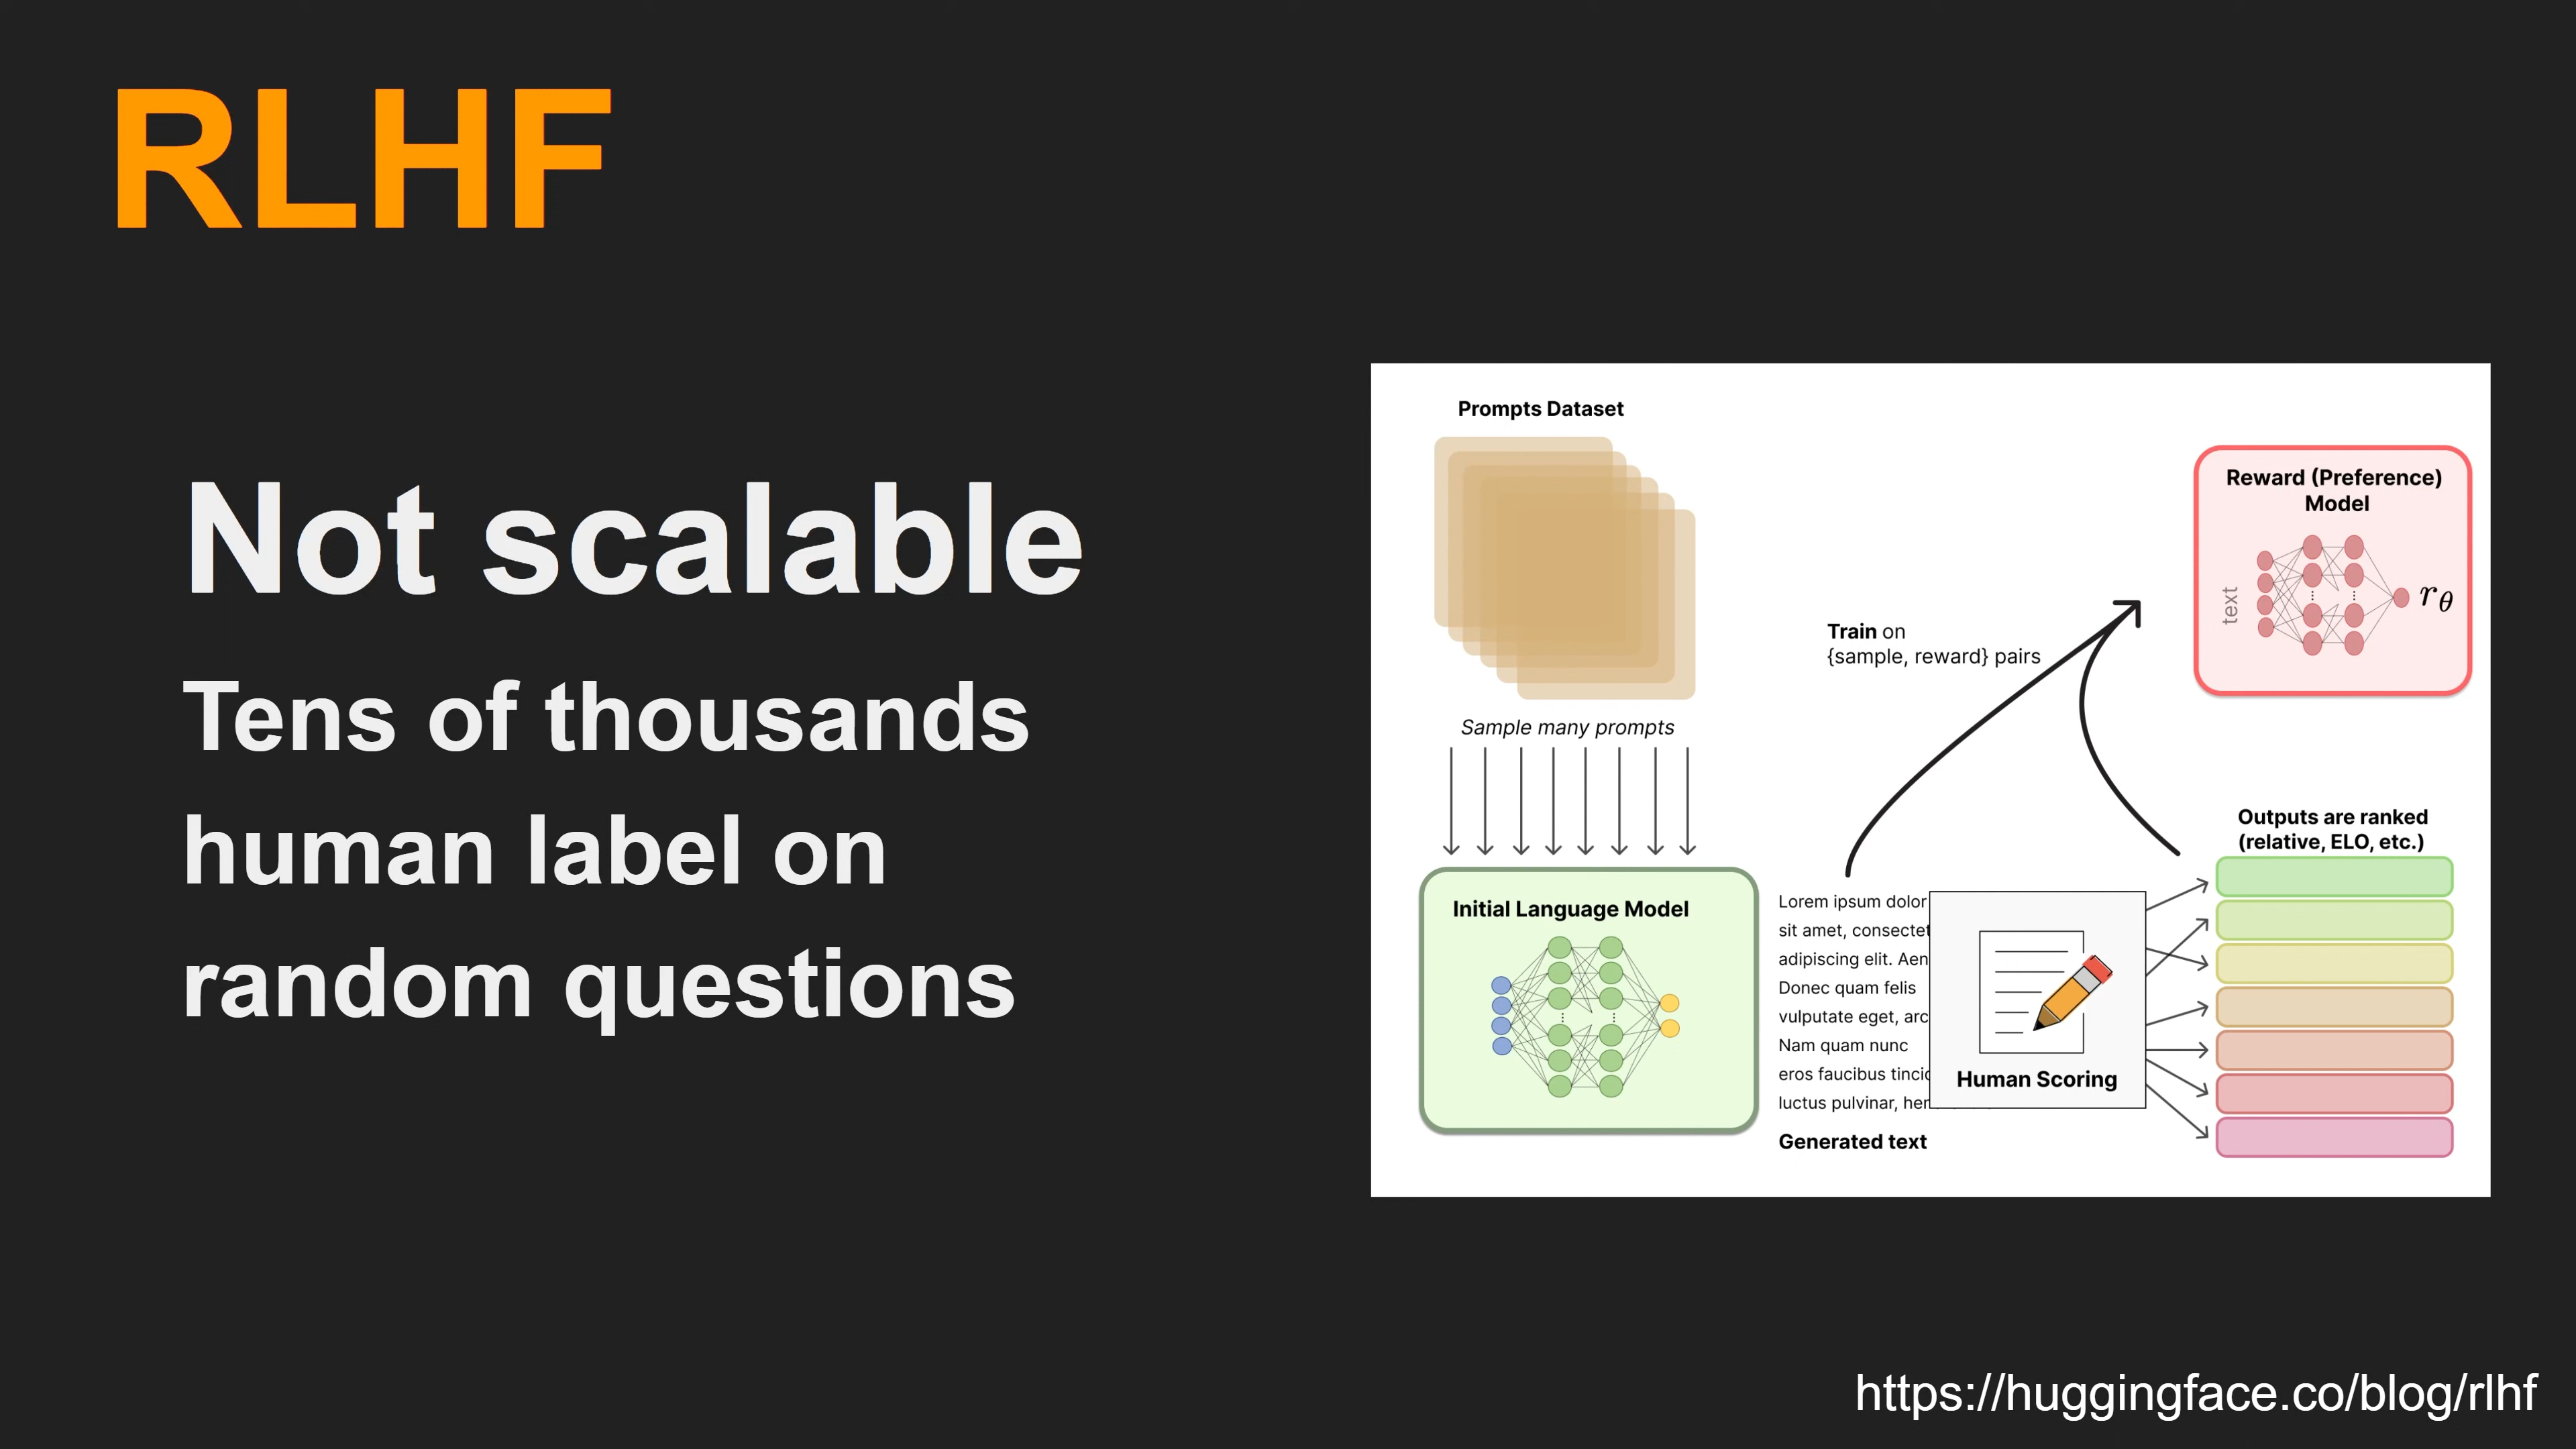 RLHF
Not scalable
Tens of thousands
human label on
random questions
Prompts Dataset
Sample many prompts
Initial Language Model
Train on
{sample, reward} pairs
Reward (Preference)
Model
text
rθ
Outputs are ranked
(relative, ELO, etc.)
Lorem ipsum dolor
sit amet, consectet
adipiscing elit. Aen
Donec quam felis
vulputate eget, arc
Nam quam nunc
eros faucibus tincid
luctus pulvinar, her
Generated text
Human Scoring
https://huggingface.co/blog/rlhf